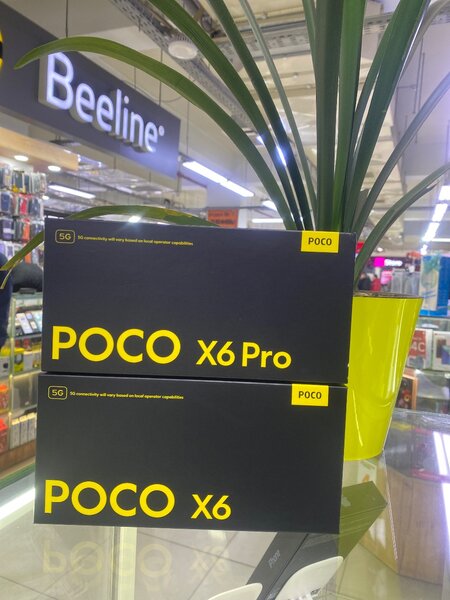 Beeline®
5G 5G connectivity will vary based on local operator capabilities POCO
POCO X6 Pro
5G 5G connectivity will vary based on local operator capabilities POCO
POCO X6
iPhone